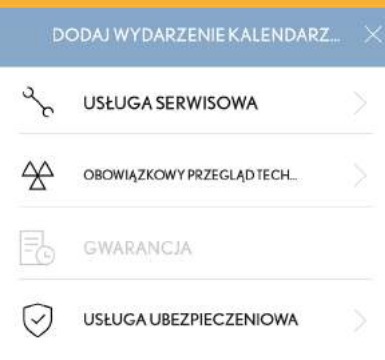 DODAJ WYDARZENIE KALENDARZ...
USŁUGA SERWISOWA
OBOWIĄZKOWY PRZEGLĄD TECH...
GWARANCJA
USŁUGA UBEZPIECZENIOWA